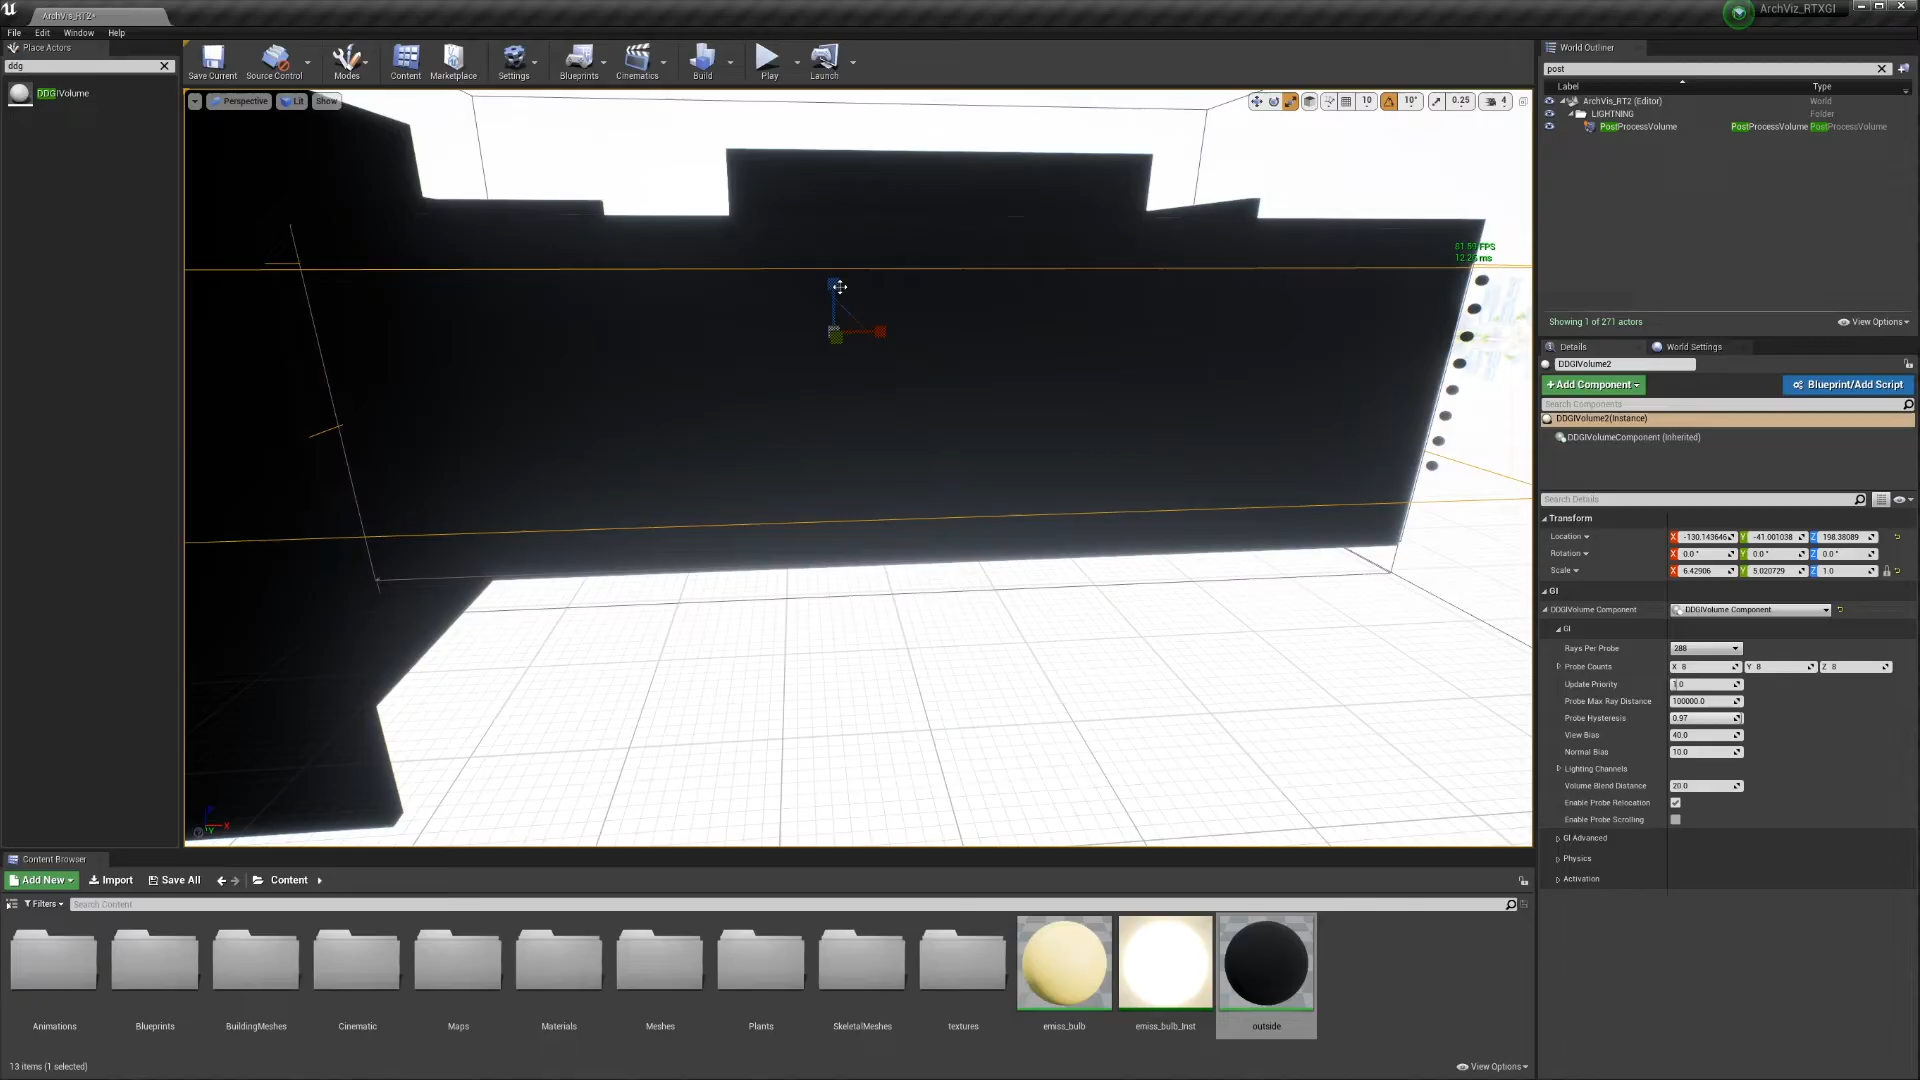 ArchVis_RT2*
ArchViz_RTXGI
File Edit Window Help
Place Actors
ddg
DDGIVolume
Save Current Source Control Modes Content Marketplace Settings Blueprints Cinematics Build Play Launch
Perspective Lit Show
10 10° 0.25 4
81.59 FPS
12.26 ms
World Outliner
post
Label Type
ArchVis_RT2 (Editor) World
LIGHTNING Folder
PostProcessVolume PostProcessVolume PostProcessVolume
Showing 1 of 271 actors View Options
Details World Settings
DDGIVolume2
+Add Component Blueprint/Add Script
Search Components
DDGIVolume2(Instance)
DDGIVolumeComponent (Inherited)
Search Details
Transform
Location X -130.143646 Y -41.001038 Z 198.38089
Rotation X 0.0° Y 0.0° Z 0.0°
Scale X 6.42906 Y 5.020729 Z 1.0
GI
DDGIVolume Component DDGIVolume Component
GI
Rays Per Probe 288
Probe Counts X 8 Y 8 Z 8
Update Priority 1.0
Probe Max Ray Distance 100000.0
Probe Hysteresis 0.97
View Bias 40.0
Normal Bias 10.0
Lighting Channels
Volume Blend Distance 20.0
Enable Probe Relocation
Enable Probe Scrolling
GI Advanced
Physics
Activation
Z X Y
Content Browser
Add New Import Save All Content
Filters Search Content
Animations Blueprints BuildingMeshes Cinematic Maps Materials Meshes Plants SkeletalMeshes textures emiss_bulb emiss_bulb_Inst outside
13 items (1 selected) View Options